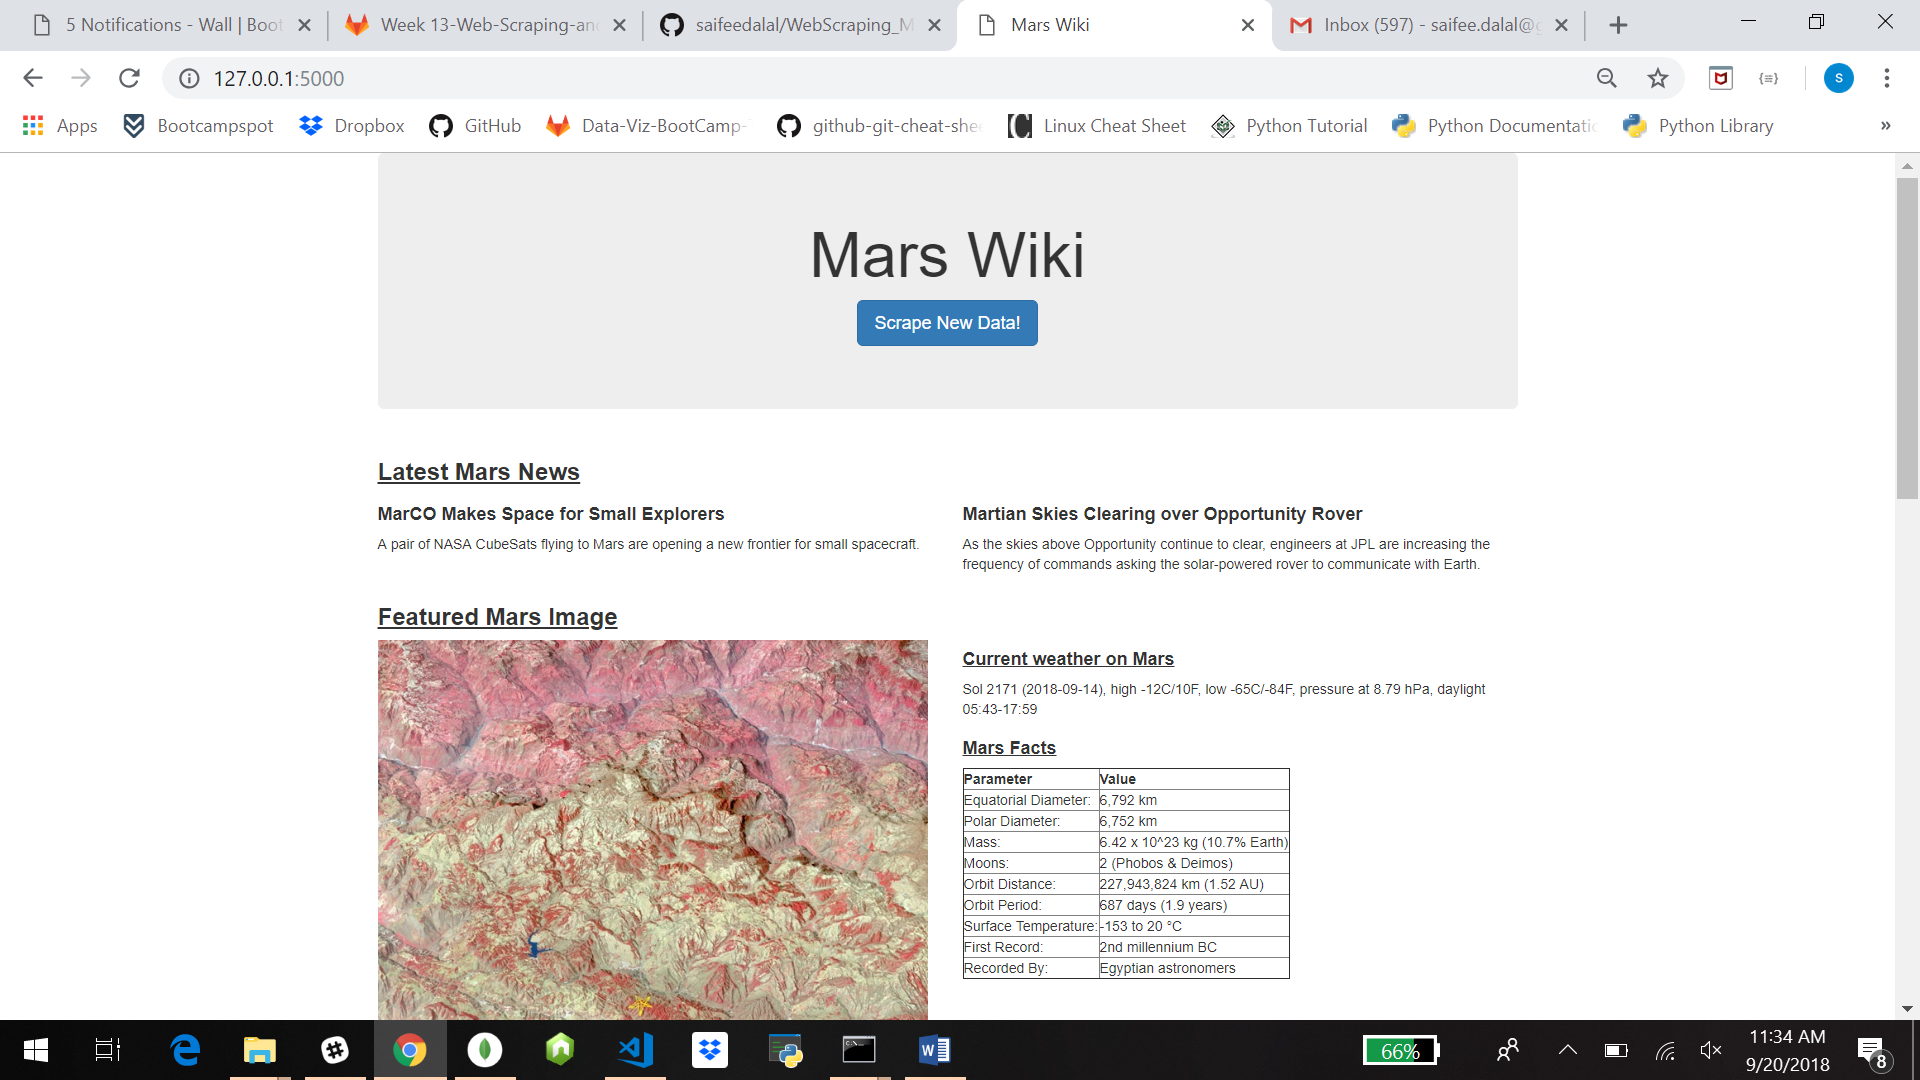 5 Notifications - Wall | Boot
Week 13-Web-Scraping-an
saifeedalal/WebScraping_M
Mars Wiki
Inbox (597) - saifee.dalal@g
127.0.0.1:5000
S
Apps
Bootcampspot
Dropbox
GitHub
Data-Viz-BootCamp-
github-git-cheat-she
Linux Cheat Sheet
Python Tutorial
Python Documentati
Python Library
»
Mars Wiki
Scrape New Data!
Latest Mars News
MarCO Makes Space for Small Explorers
A pair of NASA CubeSats flying to Mars are opening a new frontier for small spacecraft.
Martian Skies Clearing over Opportunity Rover
As the skies above Opportunity continue to clear, engineers at JPL are increasing the
frequency of commands asking the solar-powered rover to communicate with Earth.
Featured Mars Image
Current weather on Mars
Sol 2171 (2018-09-14), high -12C/10F, low -65C/-84F, pressure at 8.79 hPa, daylight
05:43-17:59
Mars Facts
Parameter Value
Equatorial Diameter: 6,792 km
Polar Diameter: 6,752 km
Mass: 6.42 x 10^23 kg (10.7% Earth)
Moons: 2 (Phobos & Deimos)
Orbit Distance: 227,943,824 km (1.52 AU)
Orbit Period: 687 days (1.9 years)
Surface Temperature: -153 to 20 °C
First Record: 2nd millennium BC
Recorded By: Egyptian astronomers
66%
11:34 AM
9/20/2018
8